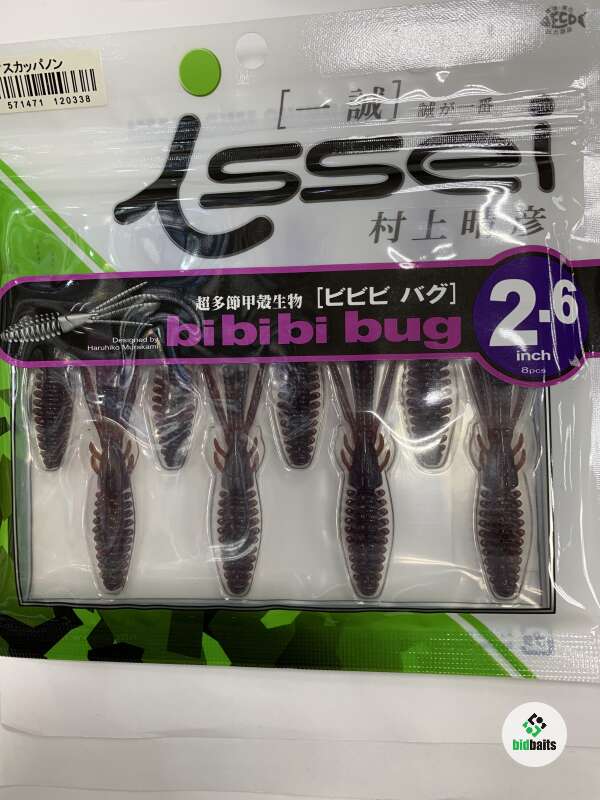 スカッパノン
571471 120338
[一誠] 誠が一番
issei
村上晴彦
超多節甲殻生物 [ビビビ バグ]
bibibi bug
2.6
inch
8pcs
Designed by
Haruhiko Murakami
bidbaits